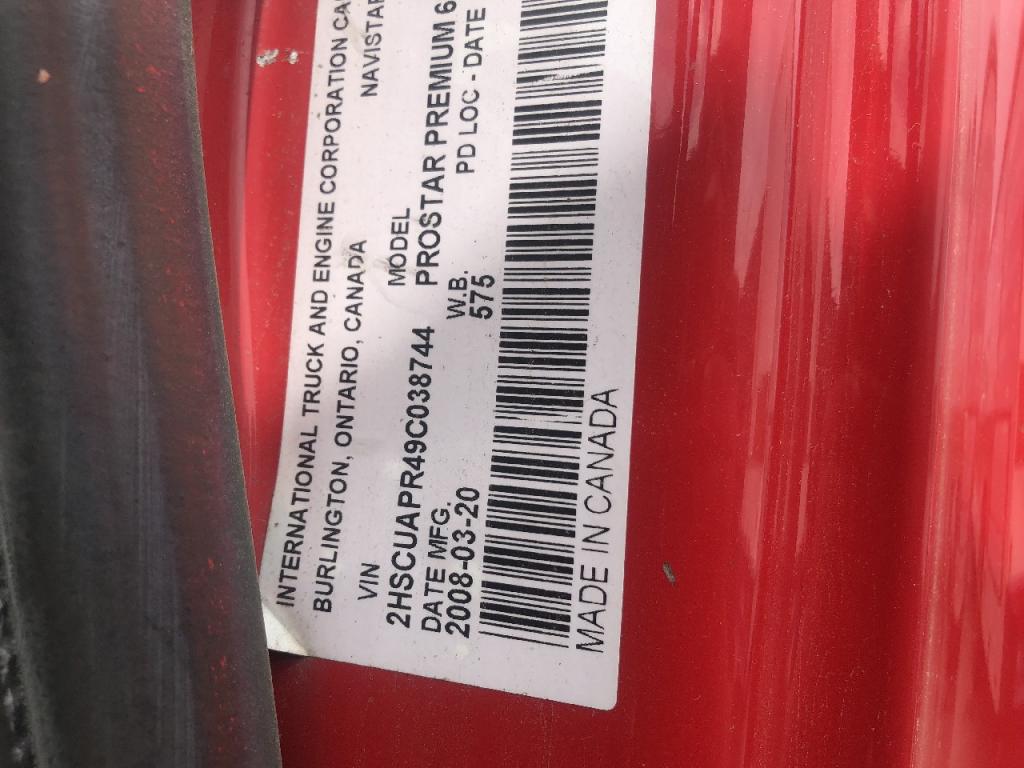 INTERNATIONAL TRUCK AND ENGINE CORPORATION
BURLINGTON, ONTARIO, CANADA NAVISTAR
VIN MODEL
2HSCUAPR49C038744 PROSTAR PREMIUM 6
DATE MFG. W.B. PD LOC - DATE
2008-03-20 575
MADE IN CANADA